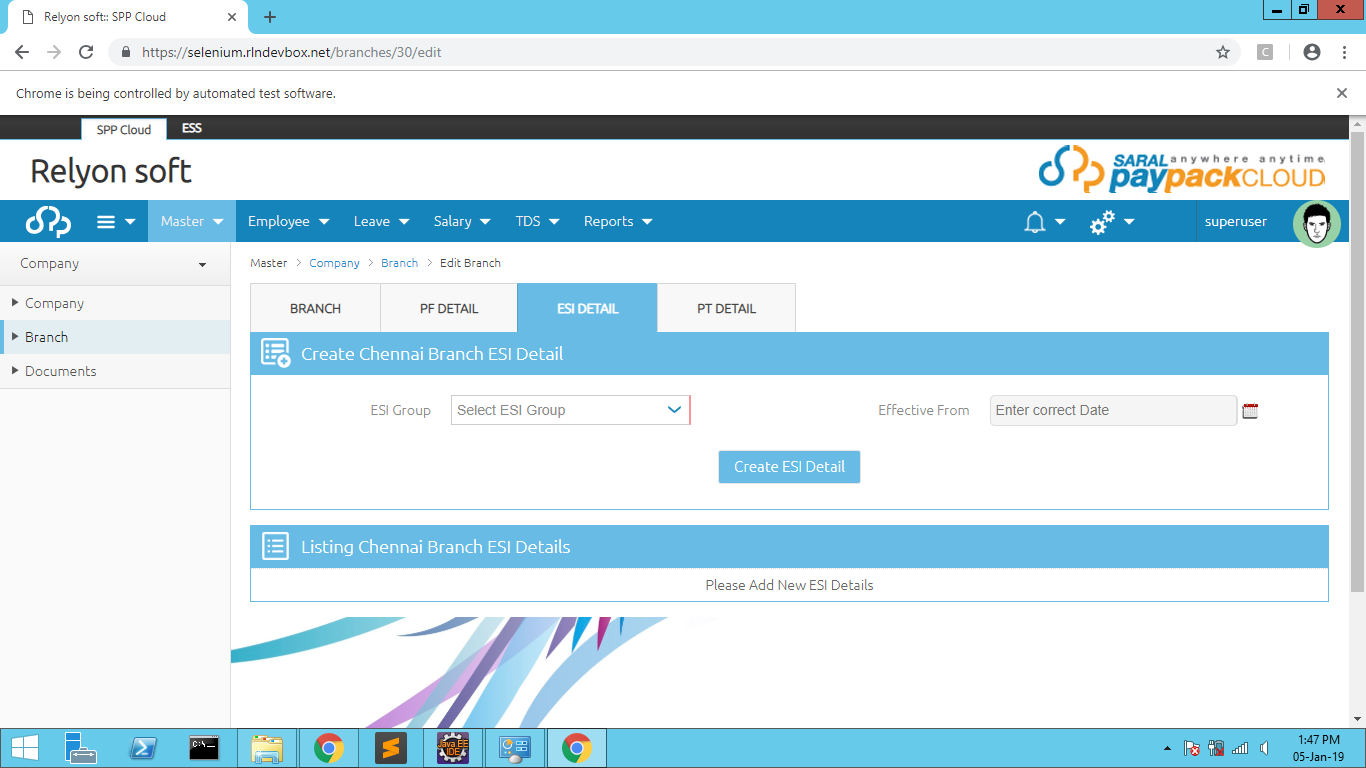 Relyon soft:: SPP Cloud
https://selenium.rlndevbox.net/branches/30/edit
C
Chrome is being controlled by automated test software.
SPP Cloud ESS
Relyon soft
SARAL anywhere anytime
paypackCLOUD
Master Employee Leave Salary TDS Reports superuser
Company
Company
Branch
Documents
Master > Company > Branch > Edit Branch
BRANCH PF DETAIL ESI DETAIL PT DETAIL
Create Chennai Branch ESI Detail
ESI Group Select ESI Group Effective From Enter correct Date
Create ESI Detail
Listing Chennai Branch ESI Details
Please Add New ESI Details
C:\_
Java EE
IDE
1:47 PM
05-Jan-19